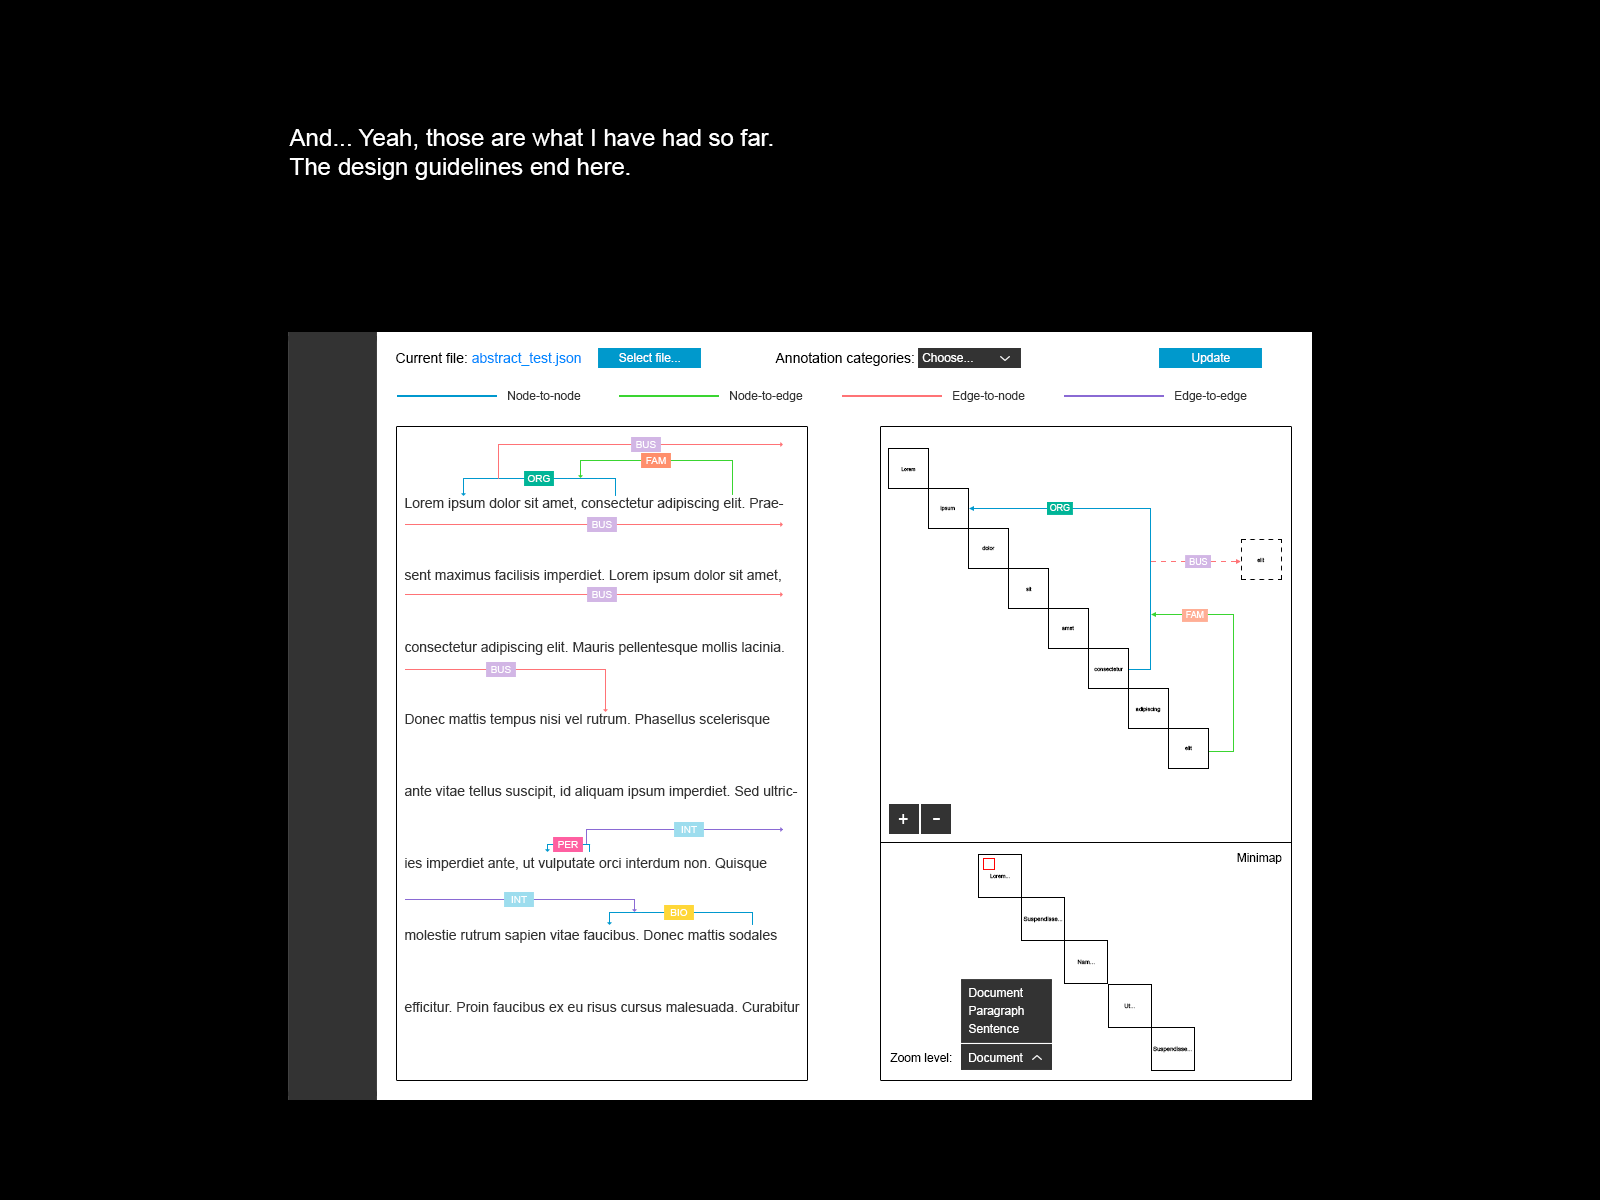 And... Yeah, those are what I have had so far.
The design guidelines end here.
Current file: abstract_test.json
Select file...
Annotation categories:
Choose...
Update
Node-to-node
Node-to-edge
Edge-to-node
Edge-to-edge
BUS
FAM
ORG
Lorem ipsum dolor sit amet, consectetur adipiscing elit. Prae-
BUS
sent maximus facilisis imperdiet. Lorem ipsum dolor sit amet,
BUS
consectetur adipiscing elit. Mauris pellentesque mollis lacinia.
BUS
Donec mattis tempus nisi vel rutrum. Phasellus scelerisque
ante vitae tellus suscipit, id aliquam ipsum imperdiet. Sed ultric-
INT
PER
ies imperdiet ante, ut vulputate orci interdum non. Quisque
INT
BIO
molestie rutrum sapien vitae faucibus. Donec mattis sodales
efficitur. Proin faucibus ex eu risus cursus malesuada. Curabitur
Lorem
ipsum
ORG
dolor
BUS
elit
sit
FAM
amet
consectetur
adipiscing
elit
+
-
Minimap
Lorem...
Suspendisse...
Nam...
Ut...
Suspendisse...
Document
Paragraph
Sentence
Zoom level:
Document